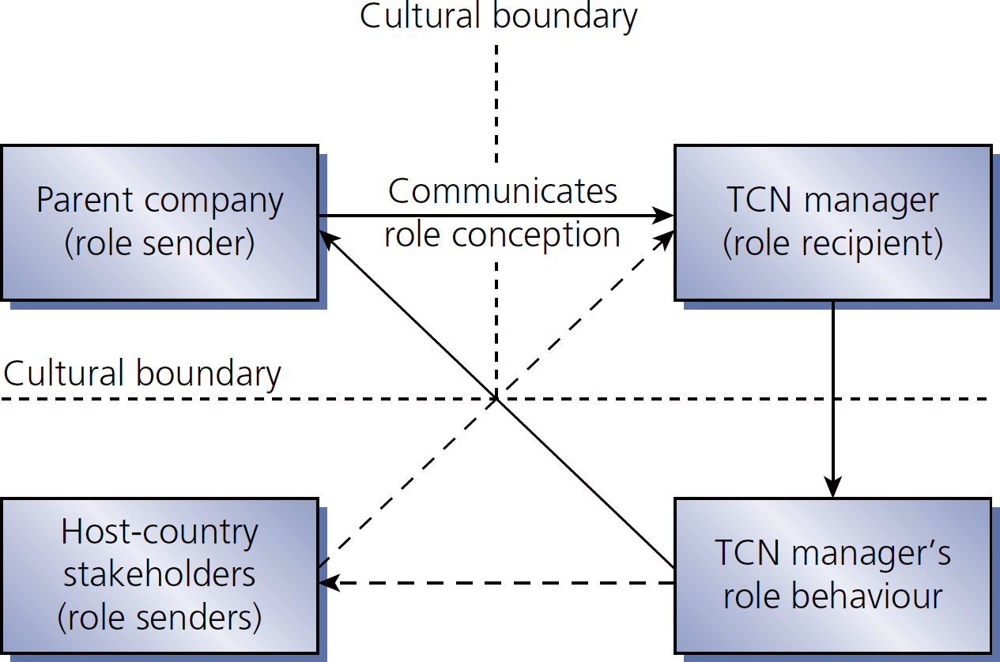 Cultural boundary
Parent company
(role sender)
Communicates
role conception
TCN manager
(role recipient)
Cultural boundary
Host-country
stakeholders
(role senders)
TCN manager’s
role behaviour